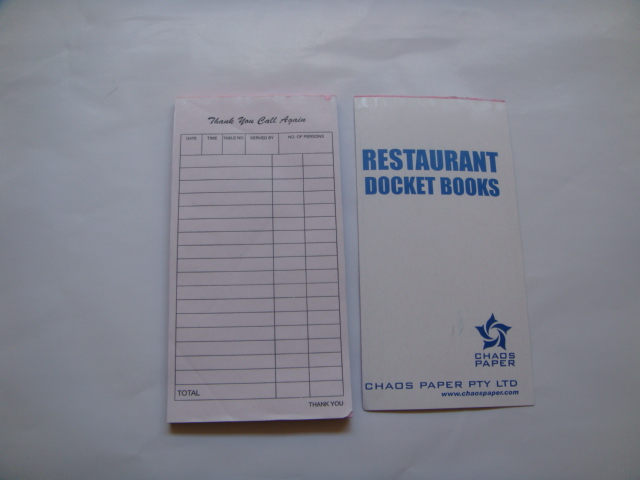 Thank You Call Again
DATE TIME TABLE NO. SERVED BY NO. OF PERSONS
TOTAL
THANK YOU
RESTAURANT
DOCKET BOOKS
CHAOS
PAPER
CHAOS PAPER PTY LTD
www.chaospaper.com